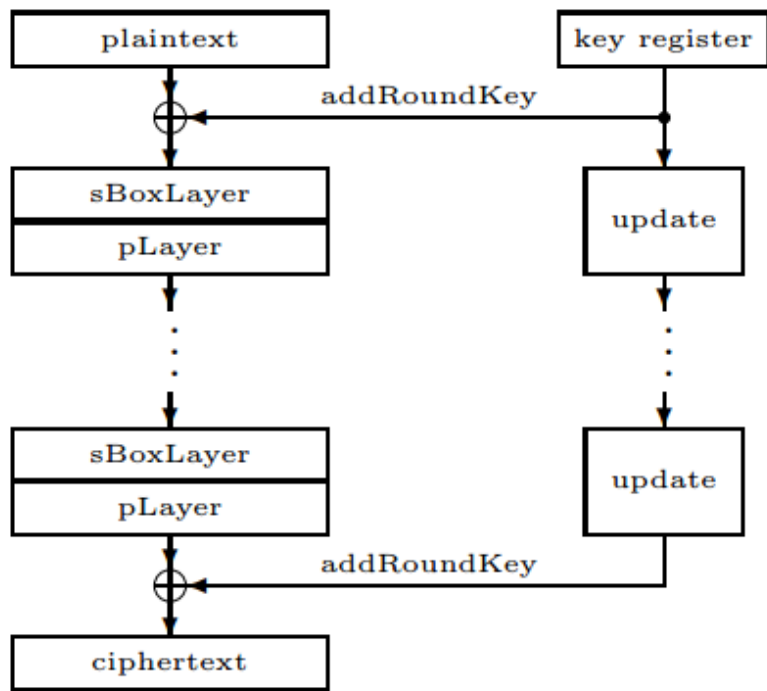 plaintext
key register
addRoundKey
sBoxLayer
update
pLayer
sBoxLayer
update
pLayer
addRoundKey
ciphertext